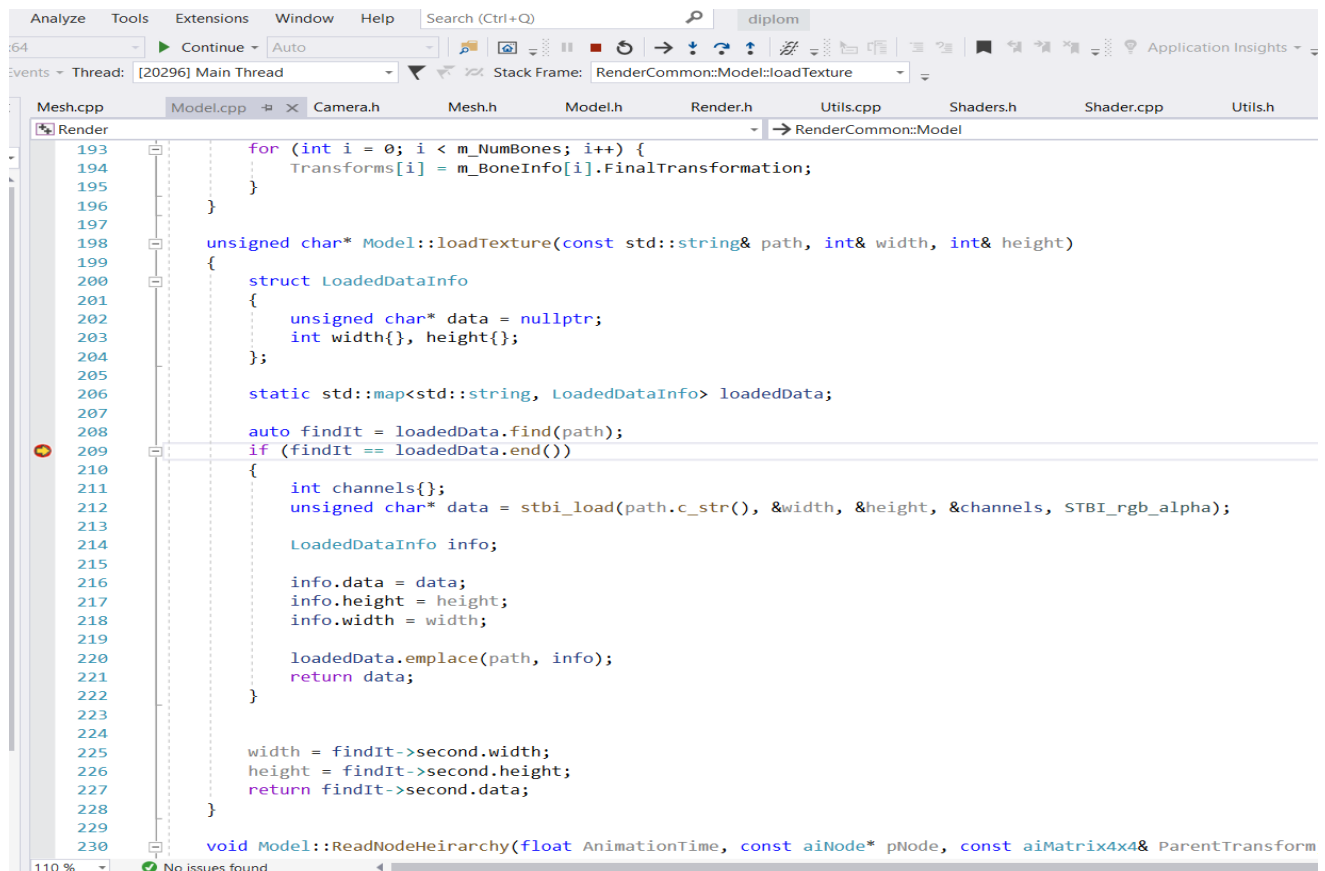 Analyze Tools Extensions Window Help Search (Ctrl+Q) diplom
:64 Continue Auto Application Insights
Events Thread: [20296] Main Thread Stack Frame: RenderCommon::Model::loadTexture
Mesh.cpp Model.cpp Camera.h Mesh.h Model.h Render.h Utils.cpp Shaders.h Shader.cpp Utils.h
Render RenderCommon::Model
193 for (int i = 0; i < m_NumBones; i++) {
194 Transforms[i] = m_BoneInfo[i].FinalTransformation;
195 }
196 }
197
198 unsigned char* Model::loadTexture(const std::string& path, int& width, int& height)
199 {
200 struct LoadedDataInfo
201 {
202 unsigned char* data = nullptr;
203 int width{}, height{};
204 };
205
206 static std::map<std::string, LoadedDataInfo> loadedData;
207
208 auto findIt = loadedData.find(path);
209 if (findIt == loadedData.end())
210 {
211 int channels{};
212 unsigned char* data = stbi_load(path.c_str(), &width, &height, &channels, STBI_rgb_alpha);
213
214 LoadedDataInfo info;
215
216 info.data = data;
217 info.height = height;
218 info.width = width;
219
220 loadedData.emplace(path, info);
221 return data;
222 }
223
224
225 width = findIt->second.width;
226 height = findIt->second.height;
227 return findIt->second.data;
228 }
229
230 void Model::ReadNodeHeirarchy(float AnimationTime, const aiNode* pNode, const aiMatrix4x4& ParentTransform
110 % No issues found